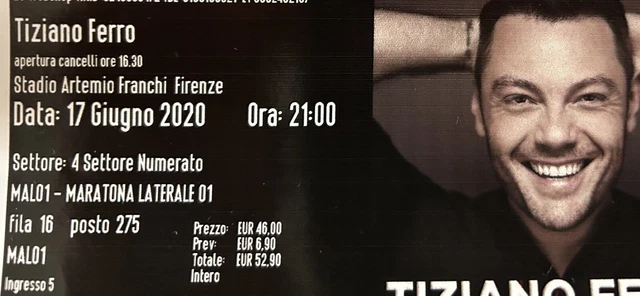 Tiziano Ferro
apertura cancelli ore 16.30
Stadio Artemio Franchi Firenze
Data: 17 Giugno 2020 Ora: 21:00
Settore: 4 Settore Numerato
MAL01 - MARATONA LATERALE 01
fila 16 posto 275
MAL01
Ingresso 5
Prezzo: EUR 46,00
Prev: EUR 6,90
Totale: EUR 52,90
Intero
TIZIANO FE